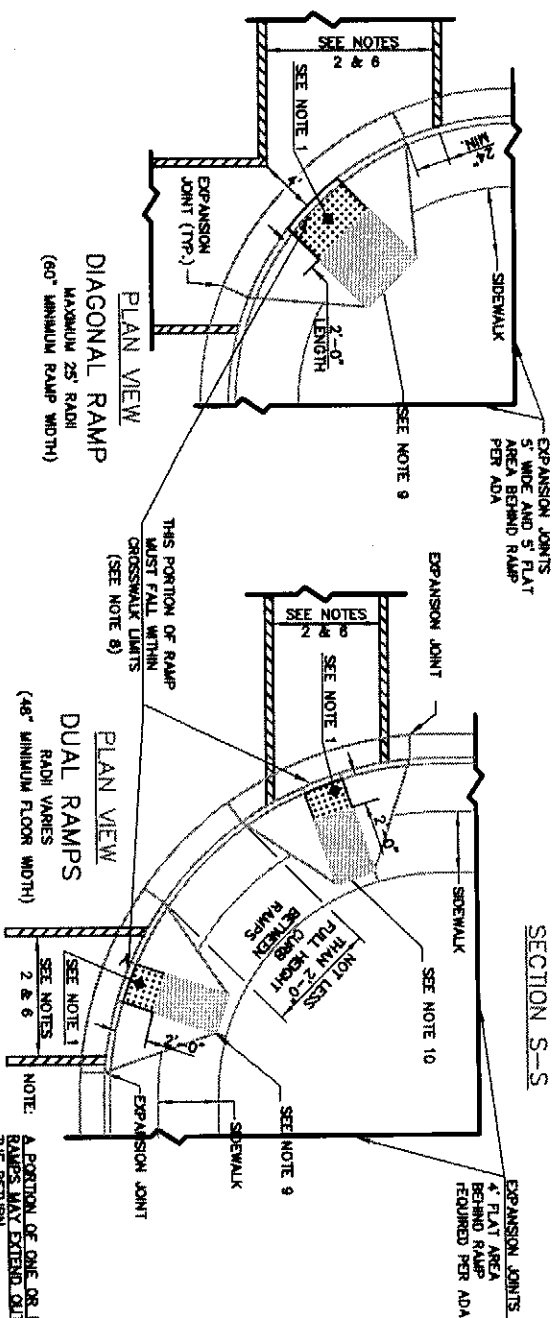 SEE NOTES
2 & 6
SEE NOTE 1
24"
MIN.
SIDEWALK
EXPANSION JOINTS
5' WIDE AND 5' FLAT
AREA BEHIND RAMP
PER ADA
4'
EXPANSION
JOINT (TYP.)
2'-0"
LENGTH
SEE NOTE 9
PLAN VIEW
DIAGONAL RAMP
MAXIMUM 25' RADII
(60" MINIMUM RAMP WIDTH)
THIS PORTION OF RAMP
MUST FALL WITHIN
CROSSWALK LIMITS
(SEE NOTE 8)
SECTION S-S
EXPANSION JOINT
SEE NOTES
2 & 6
SEE NOTE 1
2'-0"
SIDEWALK
SEE NOTE 10
NOT LESS
THAN 2'-0"
FULL HEIGHT
CURB
BETWEEN
RAMPS
EXPANSION JOINTS
4' FLAT AREA
BEHIND RAMP
REQUIRED PER ADA
2'-0"
SEE NOTE 9
SIDEWALK
EXPANSION JOINT
SEE NOTE 1
SEE NOTES
2 & 6
PLAN VIEW
DUAL RAMPS
RADII VARIES
(48" MINIMUM FLOOR WIDTH)
NOTE: A PORTION OF ONE OR
RAMPS MAY EXTEND